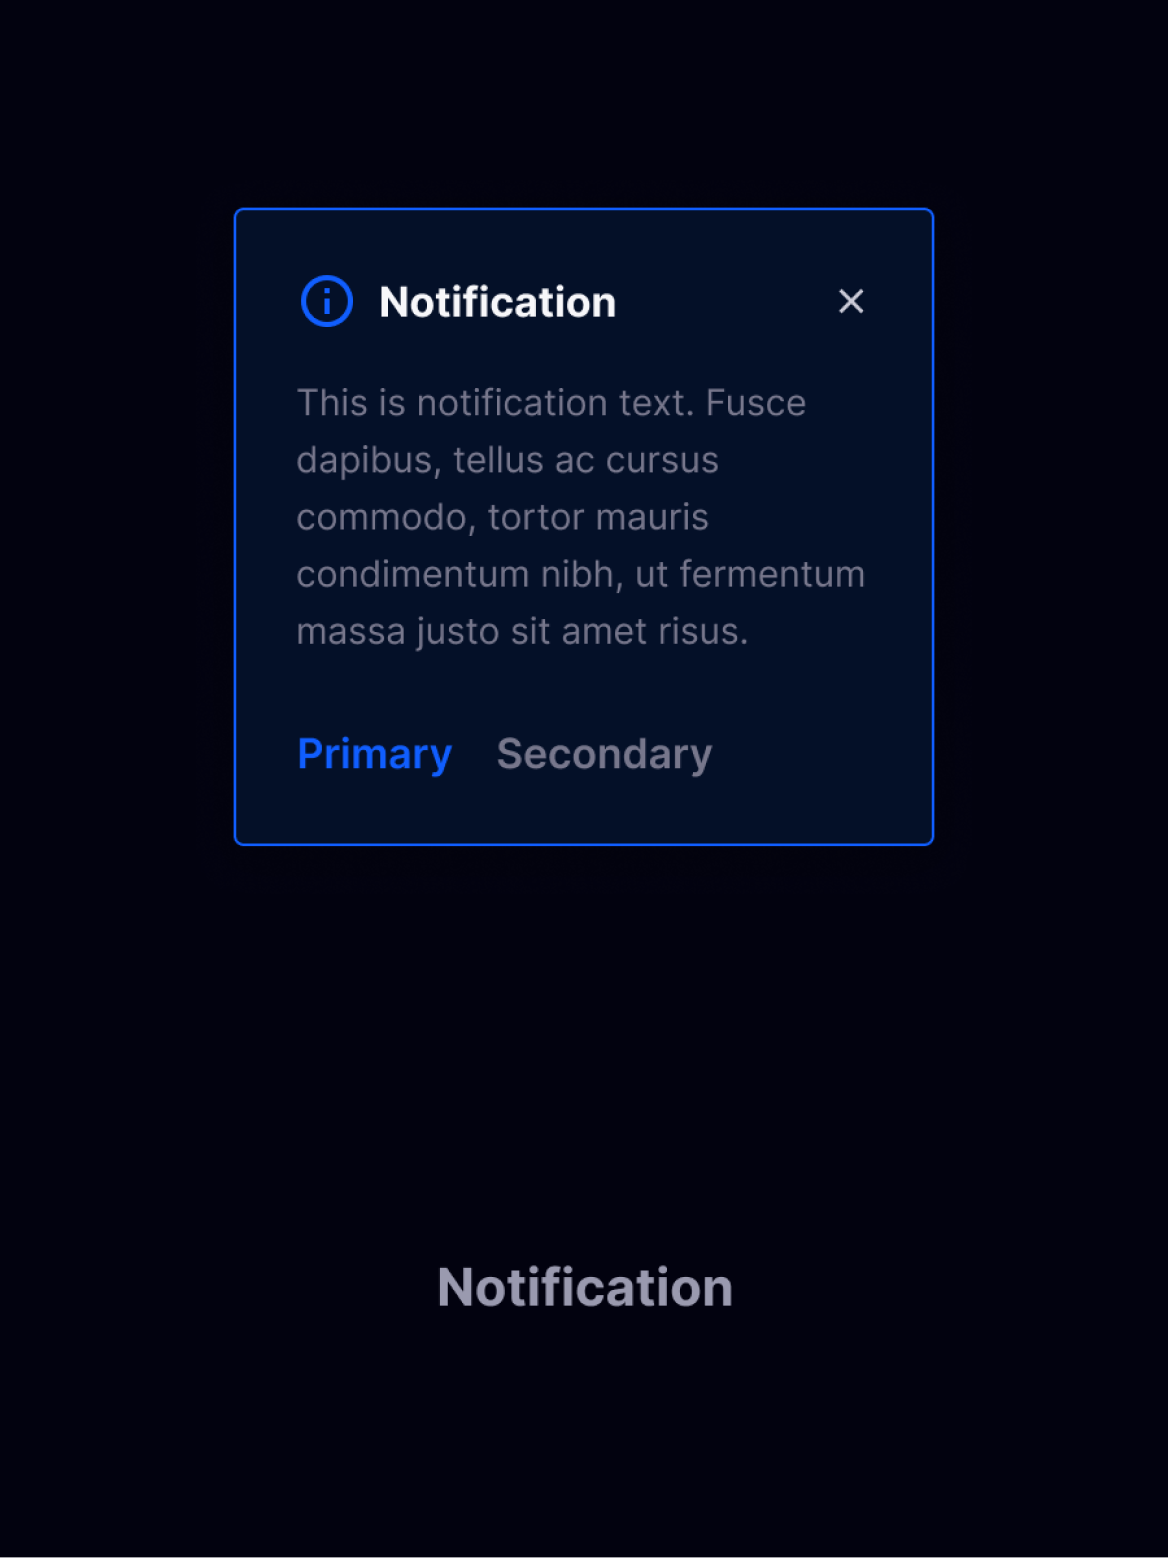 Notification
This is notification text. Fusce
dapibus, tellus ac cursus
commodo, tortor mauris
condimentum nibh, ut fermentum
massa justo sit amet risus.
Primary Secondary
Notification